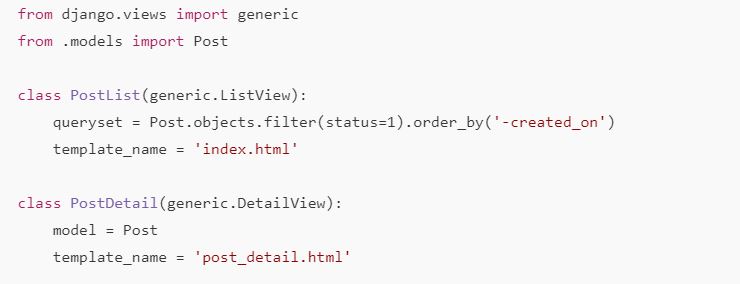 from django.views import generic
from .models import Post

class PostList(generic.ListView):
    queryset = Post.objects.filter(status=1).order_by('-created_on')
    template_name = 'index.html'

class PostDetail(generic.DetailView):
    model = Post
    template_name = 'post_detail.html'